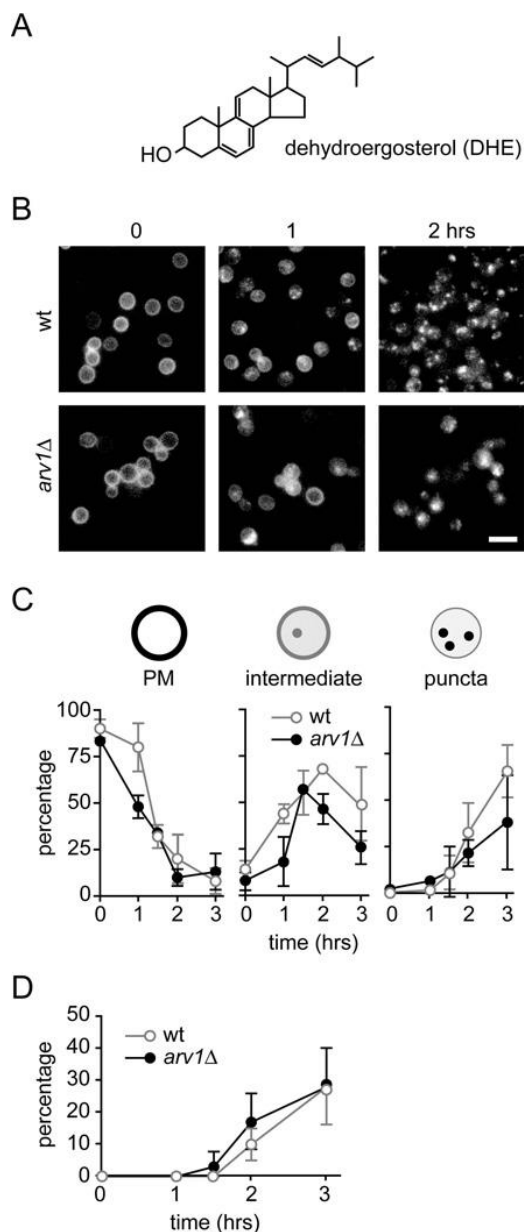 A
HO
dehydroergosterol (DHE)
B
0 1 2 hrs
wt
arv1Δ
C
PM intermediate puncta
percentage
100
75
50
25
0
wt
arv1Δ
0 1 2 3 0 1 2 3 0 1 2 3
time (hrs)
D
percentage
50
40
30
20
10
0
wt
arv1Δ
0 1 2 3
time (hrs)